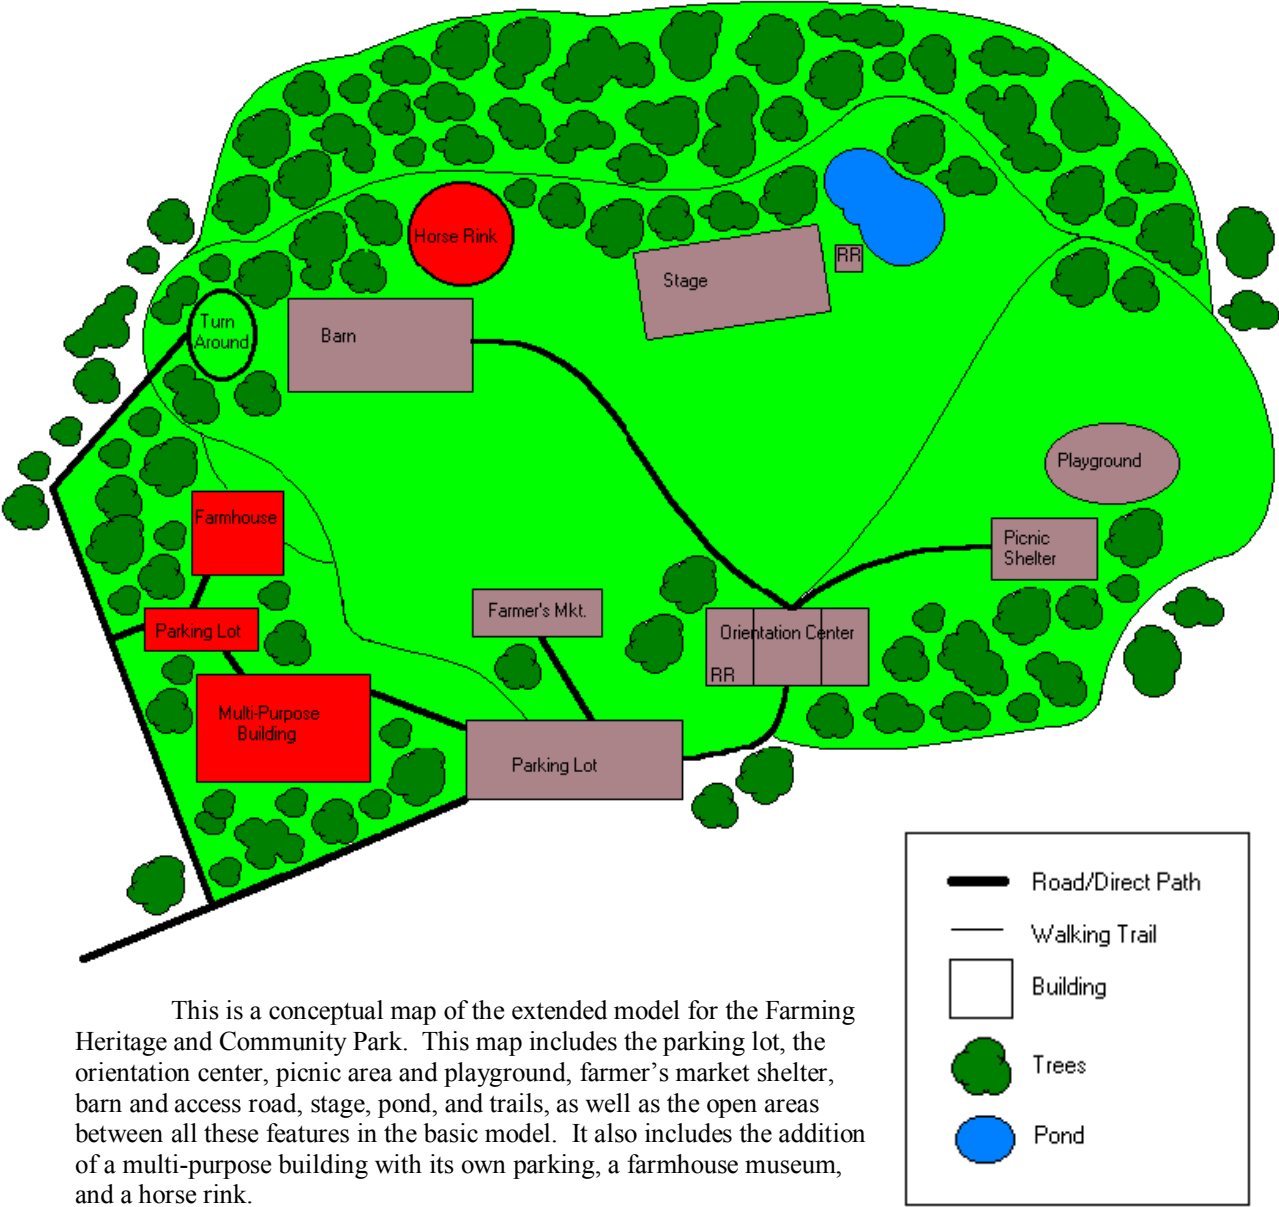 Horse Rink
RR
Stage
Turn
Around
Barn
Playground
Farmhouse
Picnic
Shelter
Farmer's Mkt.
Parking Lot
Orientation Center
RR
Multi-Purpose
Building
Parking Lot
Road/Direct Path
Walking Trail
Building
Trees
Pond
This is a conceptual map of the extended model for the Farming
Heritage and Community Park. This map includes the parking lot, the
orientation center, picnic area and playground, farmer’s market shelter,
barn and access road, stage, pond, and trails, as well as the open areas
between all these features in the basic model. It also includes the addition
of a multi-purpose building with its own parking, a farmhouse museum,
and a horse rink.